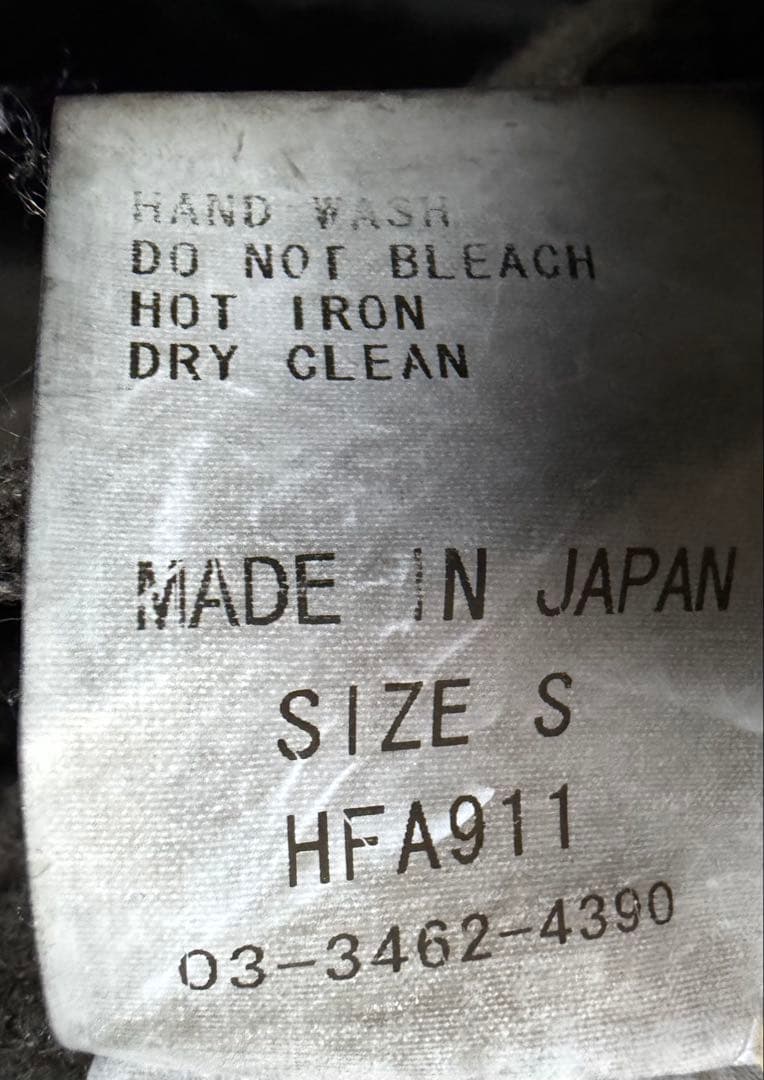 HAND WASH
DO NOT BLEACH
HOT IRON
DRY CLEAN
MADE IN JAPAN
SIZE S
HFA911
03-3462-4390